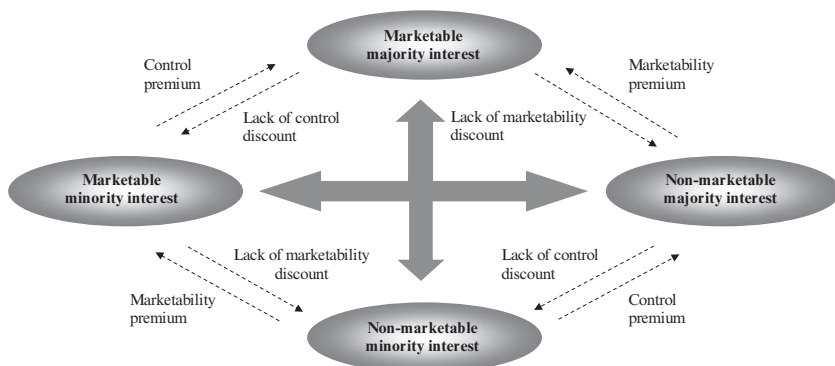 Marketable
majority interest
Control
premium
Marketability
premium
Lack of control
discount
Lack of marketability
discount
Marketable
minority interest
Non-marketable
majority interest
Lack of marketability
discount
Lack of control
discount
Marketability
premium
Control
premium
Non-marketable
minority interest